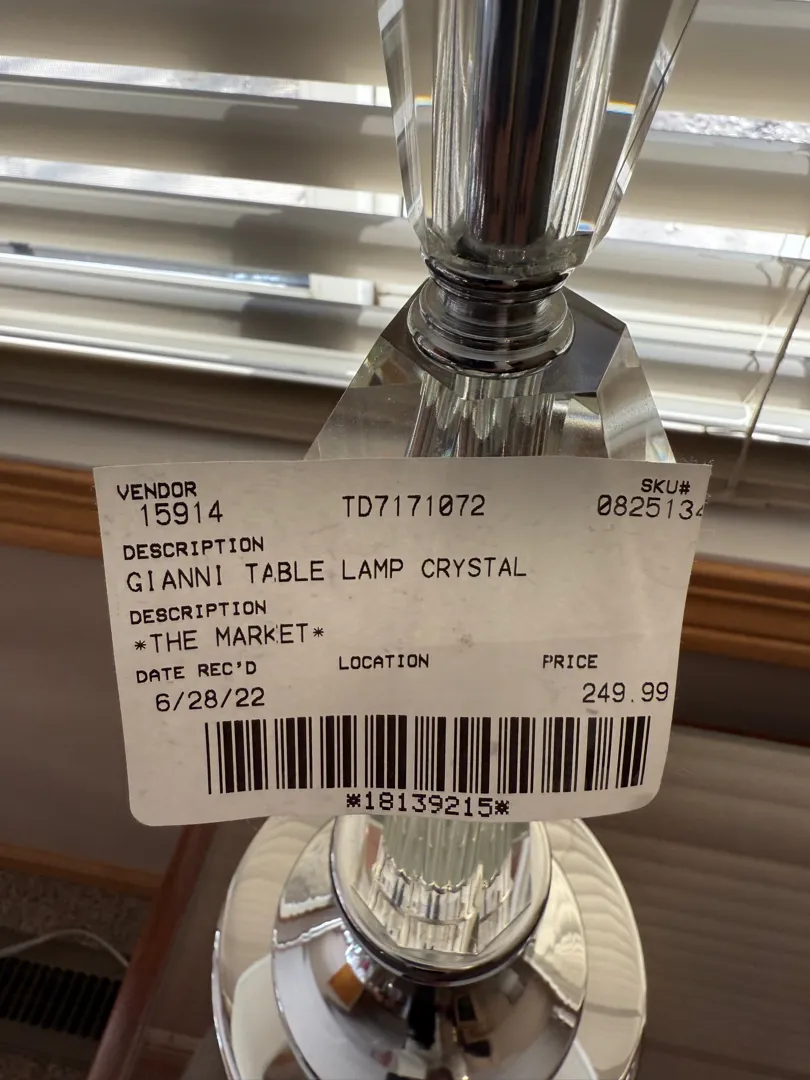 VENDOR SKU#
15914 TD7171072 0825134
DESCRIPTION
GIANNI TABLE LAMP CRYSTAL
DESCRIPTION
*THE MARKET*
DATE REC'D LOCATION PRICE
6/28/22 249.99
*18139215*